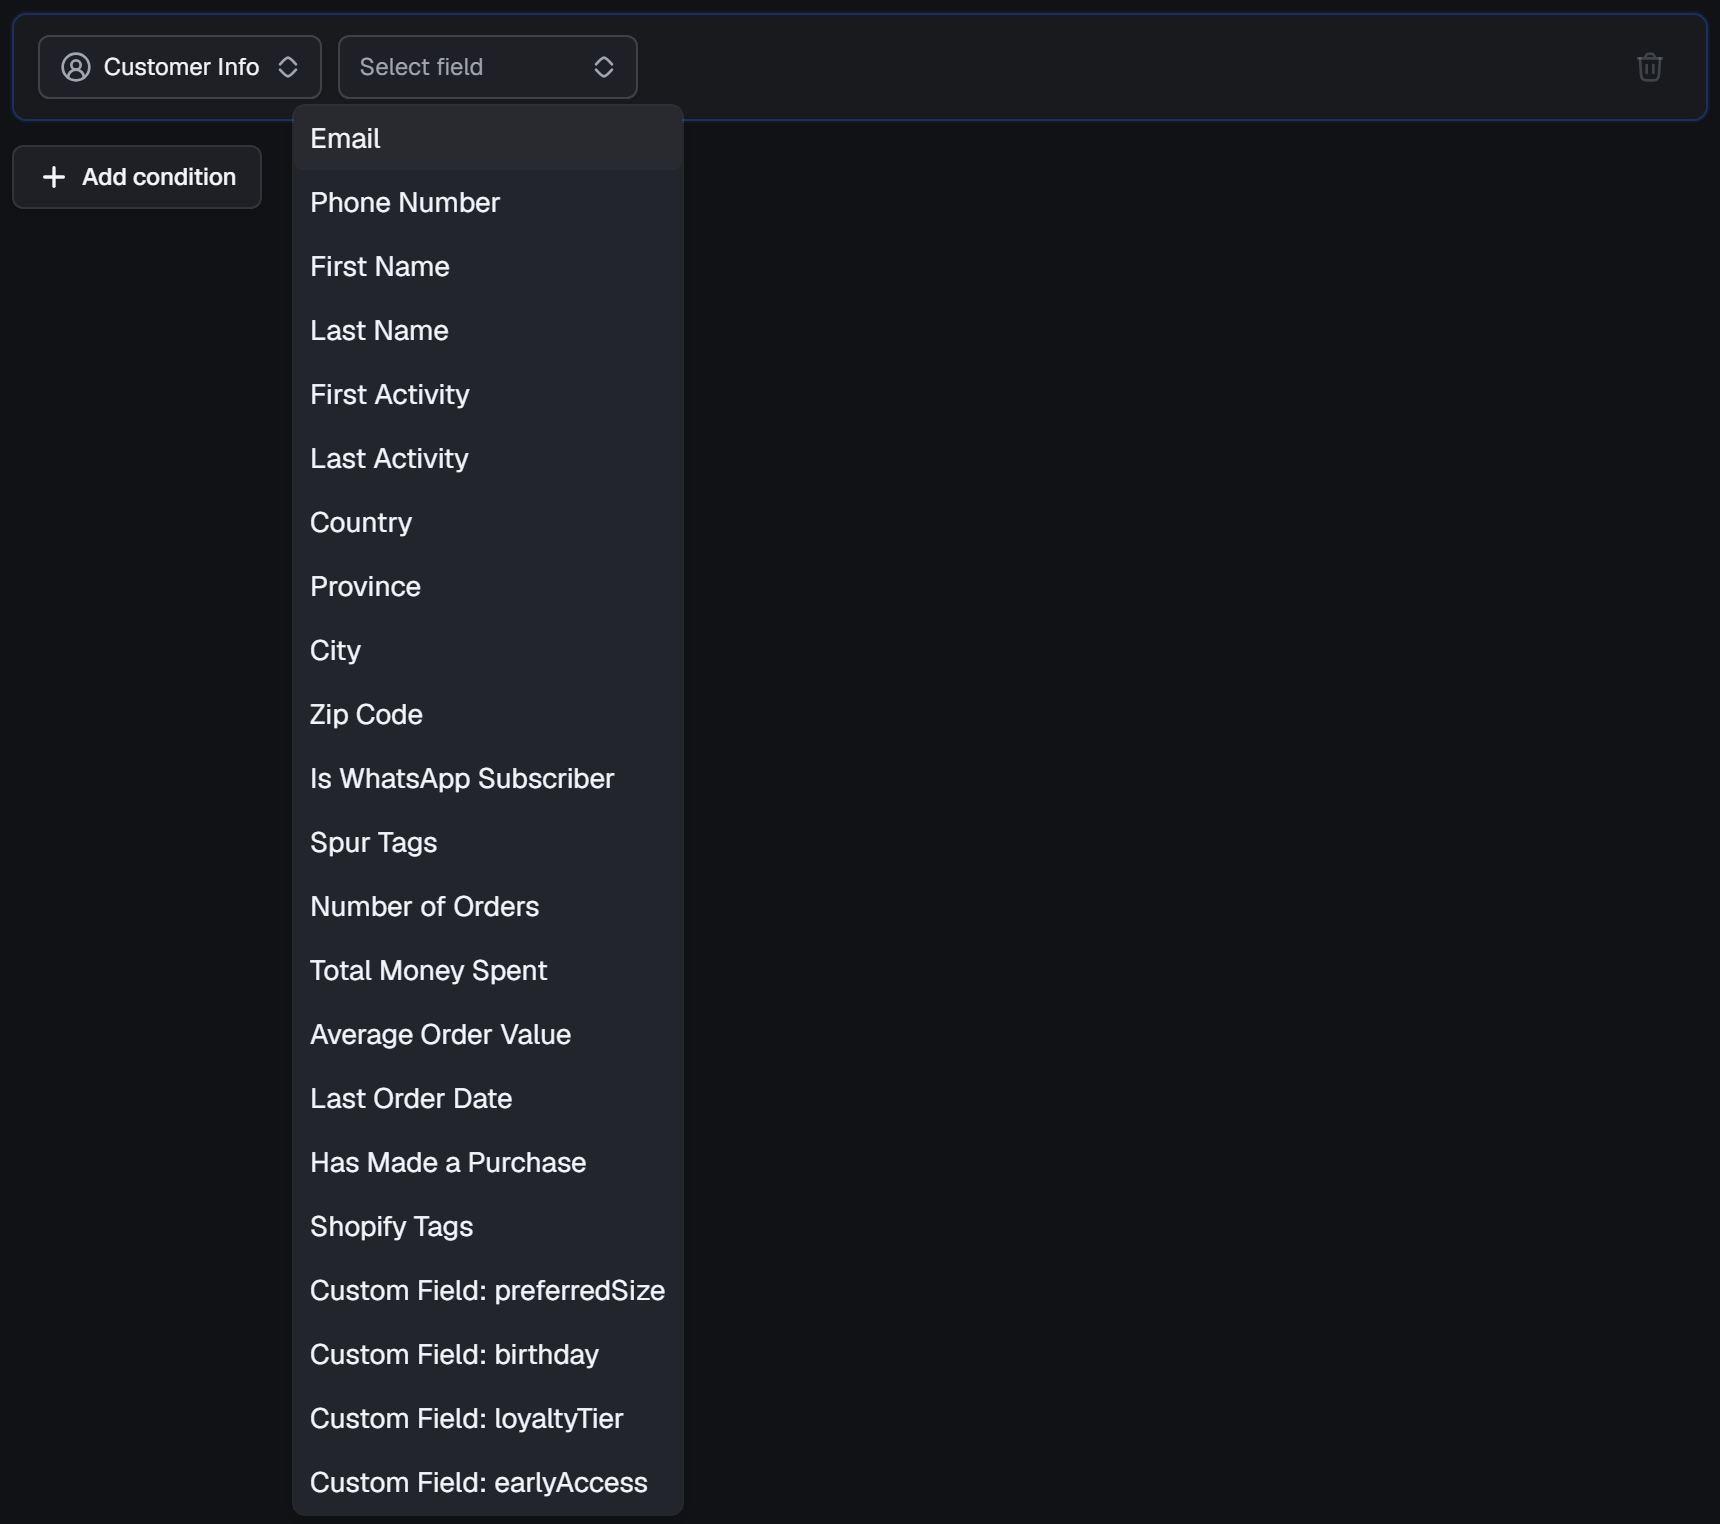 Customer Info
Select field
Add condition
Email
Phone Number
First Name
Last Name
First Activity
Last Activity
Country
Province
City
Zip Code
Is WhatsApp Subscriber
Spur Tags
Number of Orders
Total Money Spent
Average Order Value
Last Order Date
Has Made a Purchase
Shopify Tags
Custom Field: preferredSize
Custom Field: birthday
Custom Field: loyaltyTier
Custom Field: earlyAccess